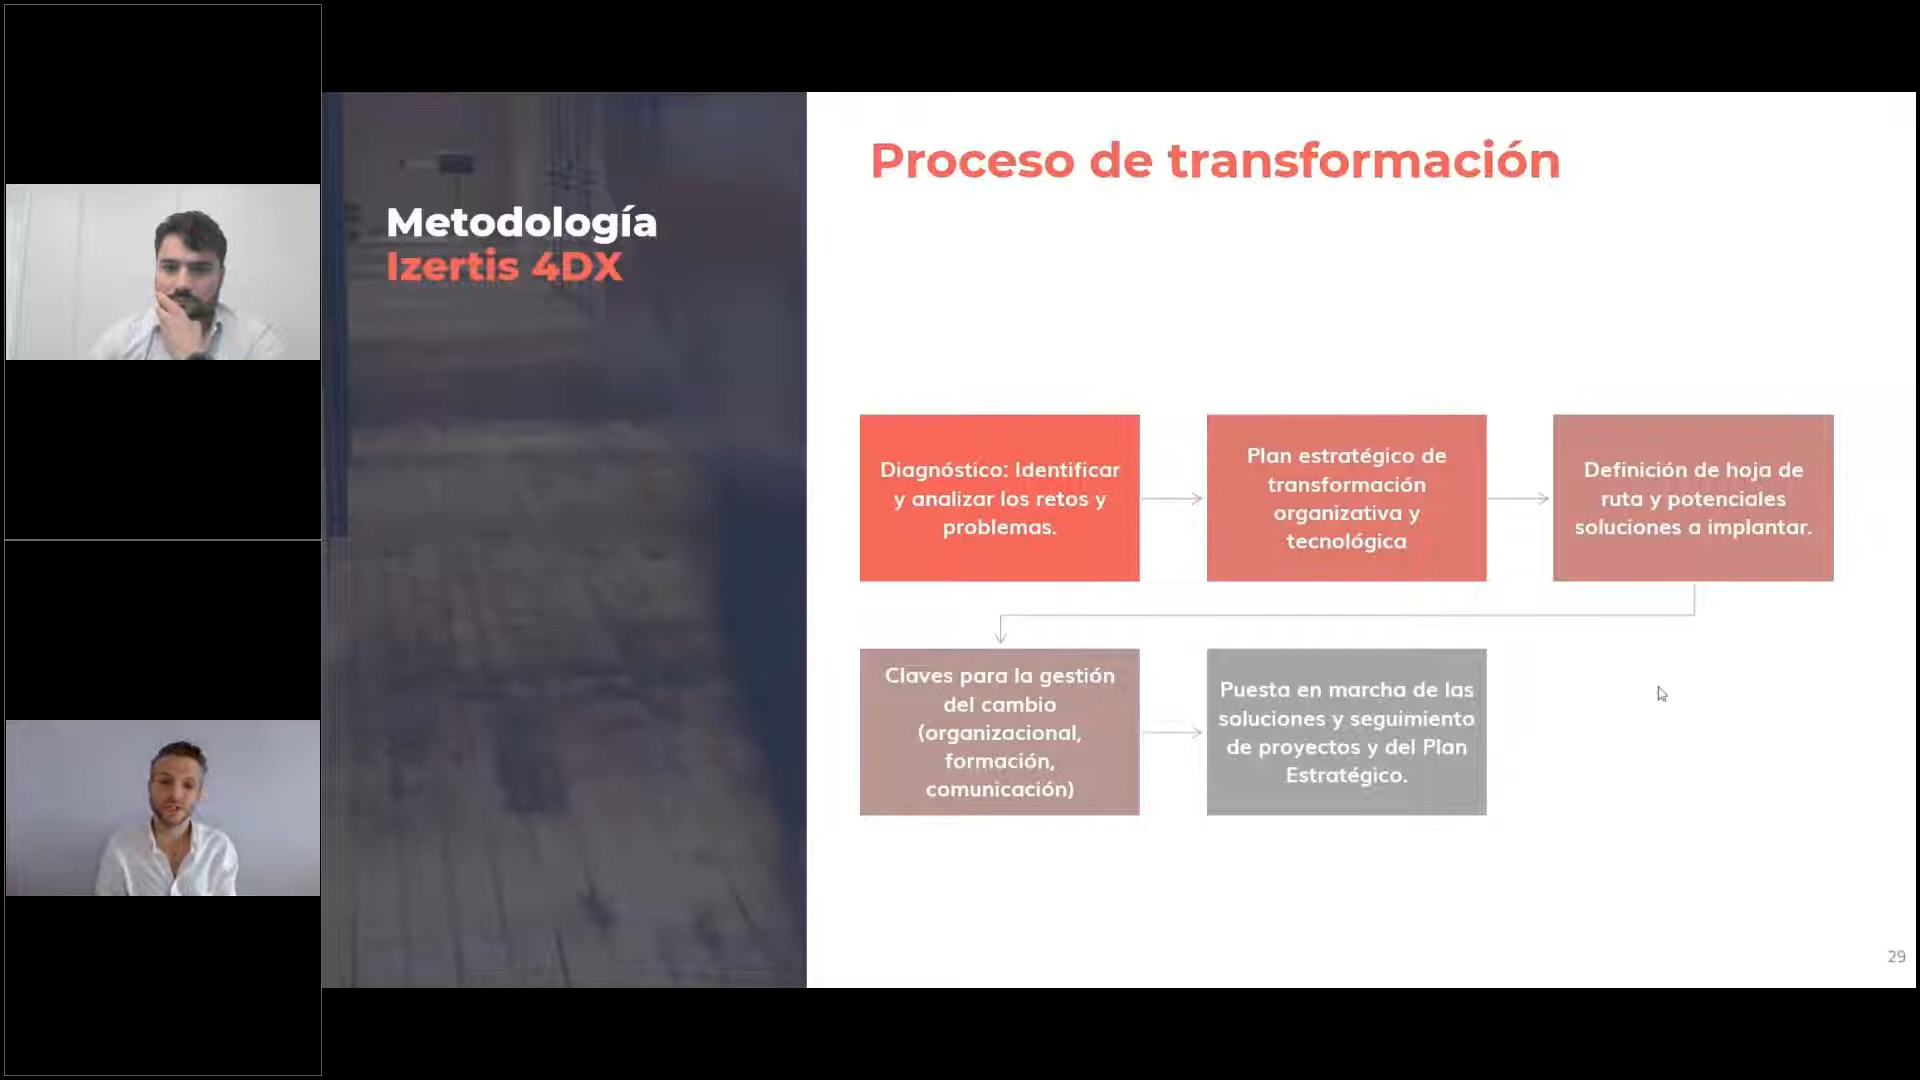 Metodología
Izertis 4DX
Proceso de transformación
Diagnóstico: Identificar
y analizar los retos y
problemas.
Plan estratégico de
transformación
organizativa y
tecnológica
Definición de hoja de
ruta y potenciales
soluciones a implantar.
Claves para la gestión
del cambio
(organizacional,
formación,
comunicación)
Puesta en marcha de las
soluciones y seguimiento
de proyectos y del Plan
Estratégico.
29